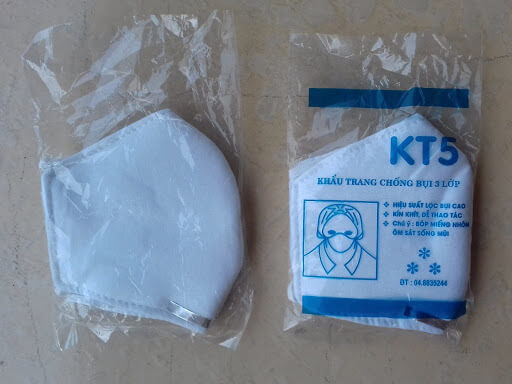 KT5
KHẨU TRANG CHỐNG BỤI 3 LỚP
HIỆU SUẤT LỌC BỤI CAO
KÍN KHÍT, DỄ THAO TÁC
Chú ý : BÓP MIẾNG NHÔM
ÔM SÁT SỐNG MŨI
ĐT : 04.8835244